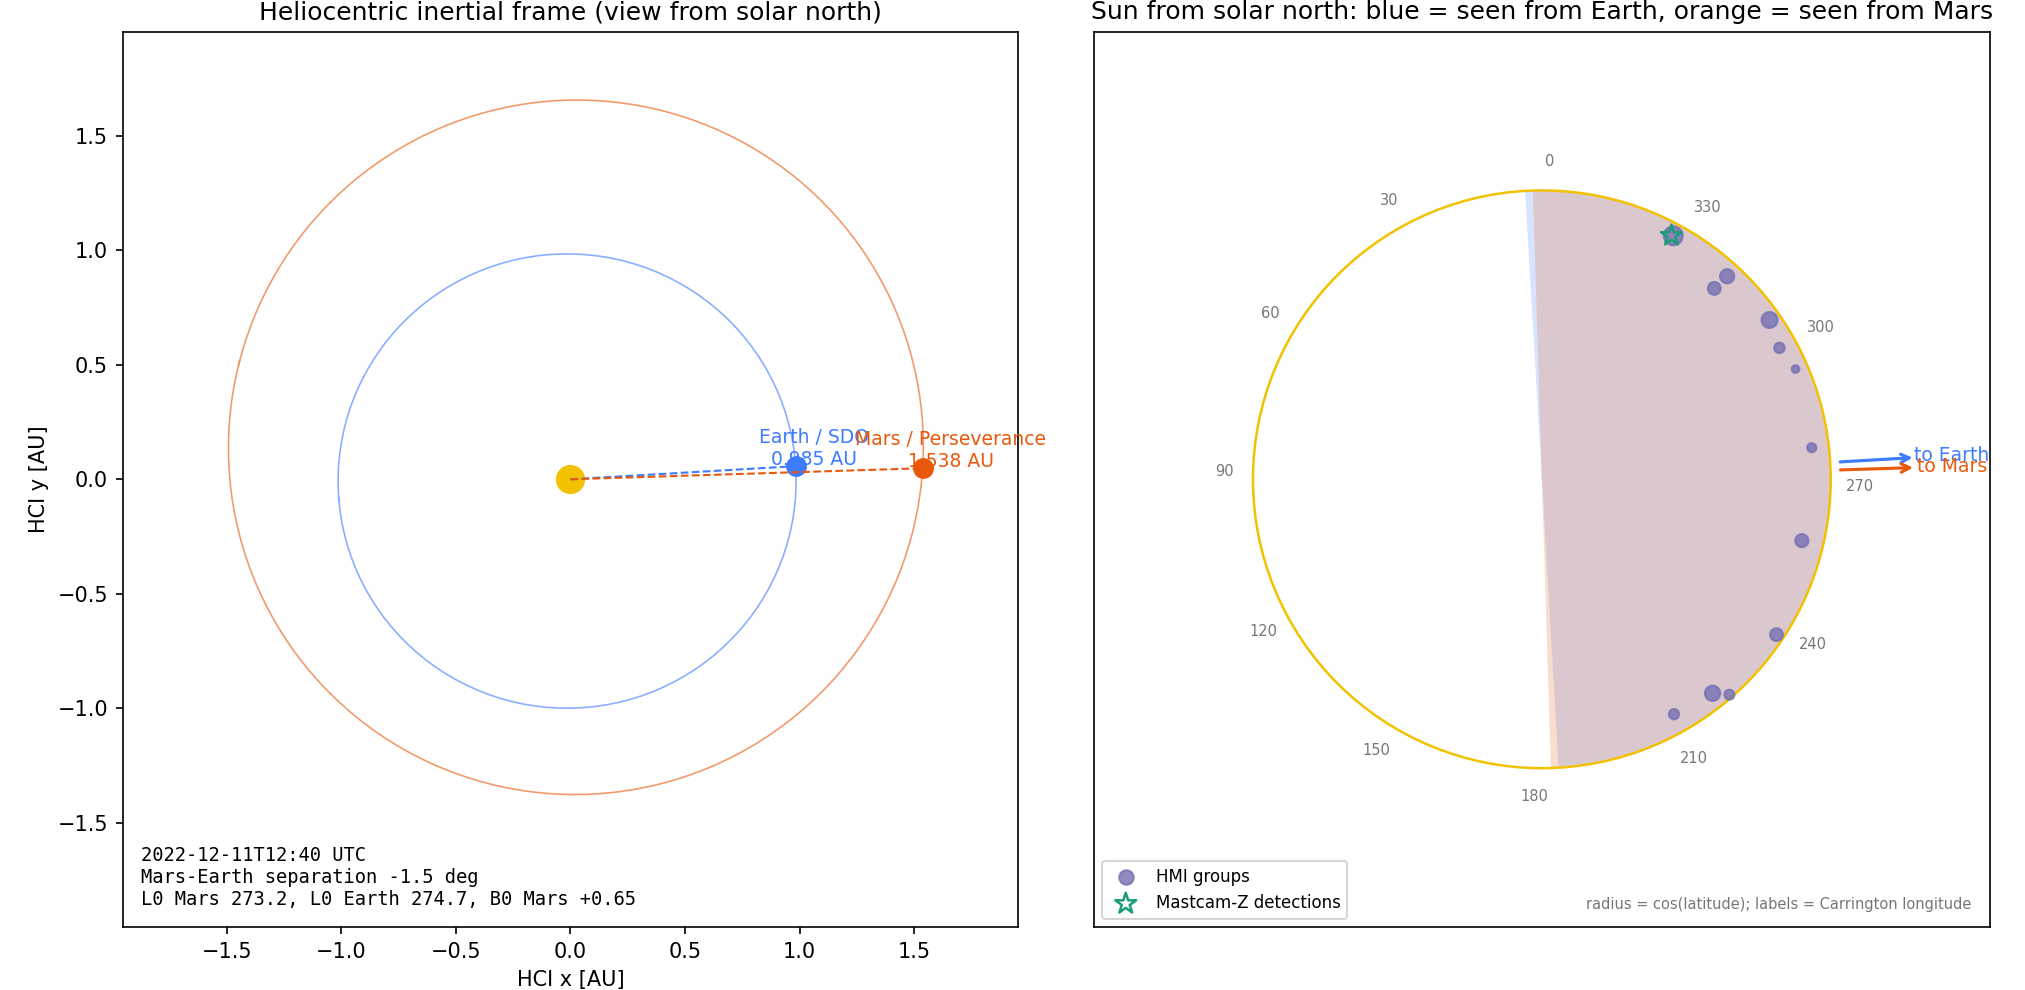 Heliocentric inertial frame (view from solar north)
HCI y [AU]
1.5
1.0
0.5
0.0
−0.5
−1.0
−1.5
Earth / SDO
0.985 AU
Mars / Perseverance
1.538 AU
2022-12-11T12:40 UTC
Mars-Earth separation -1.5 deg
L0 Mars 273.2, L0 Earth 274.7, B0 Mars +0.65
−1.5
−1.0
−0.5
0.0
0.5
1.0
1.5
HCI x [AU]
Sun from solar north: blue = seen from Earth, orange = seen from Mars
0
30
330
60
300
90
to Earth
to Mars
270
120
240
150
210
180
HMI groups
Mastcam-Z detections
radius = cos(latitude); labels = Carrington longitude